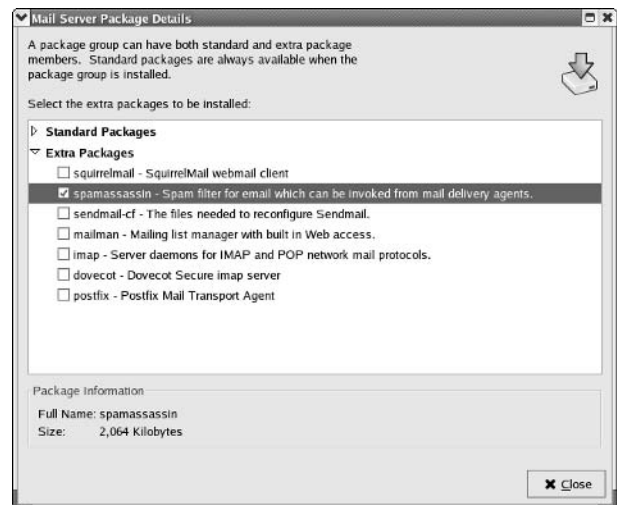 Mail Server Package Details
A package group can have both standard and extra package
members. Standard packages are always available when the
package group is installed.
Select the extra packages to be installed:
Standard Packages
Extra Packages
squirrelmail - SquirrelMail webmail client
spamassassin - Spam filter for email which can be invoked from mail delivery agents.
sendmail-cf - The files needed to reconfigure Sendmail.
mailman - Mailing list manager with built in Web access.
imap - Server daemons for IMAP and POP network mail protocols.
dovecot - Dovecot Secure imap server
postfix - Postfix Mail Transport Agent
Package Information
Full Name: spamassassin
Size: 2,064 Kilobytes
Close